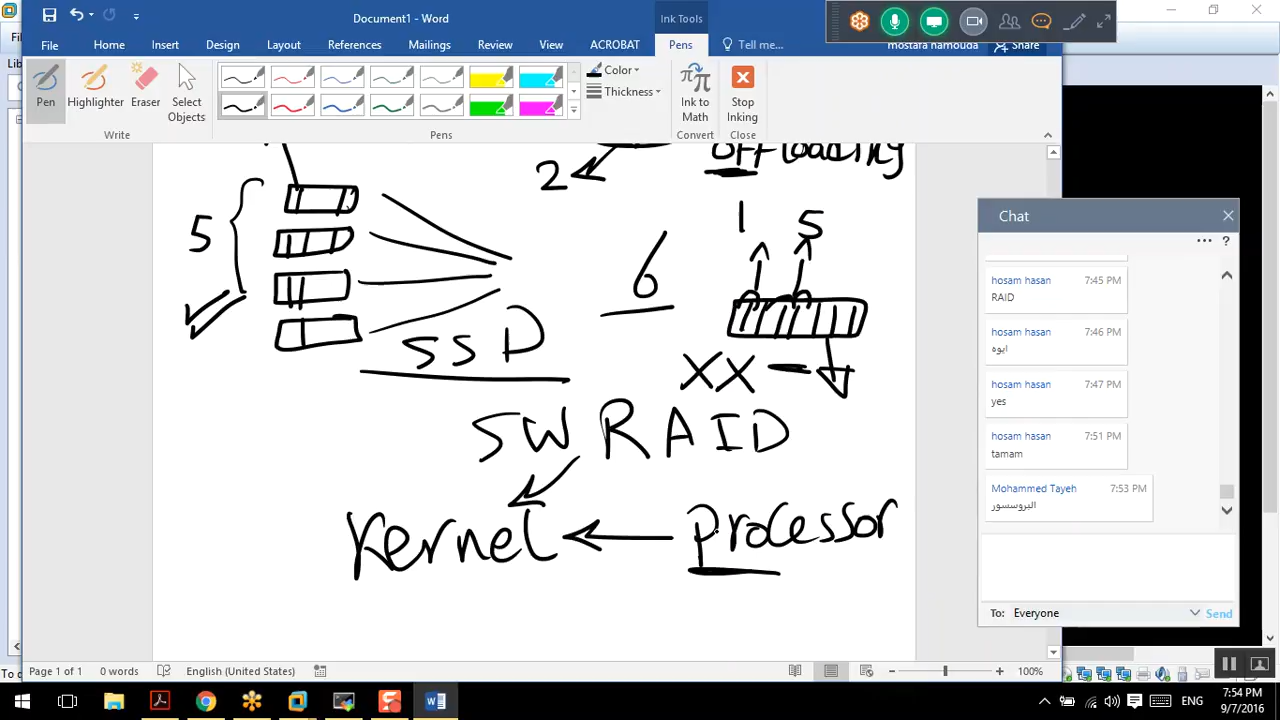 Document1 - Word
Ink Tools
File
Home
Insert
Design
Layout
References
Mailings
Review
View
ACROBAT
Pens
Tell me...
mostafa hamouda
Share
Fi
Lib
Pen
Highlighter
Eraser
Select
Objects
Color
Thickness
Ink to
Math
Stop
Inking
Write
Pens
Convert
Close
2
offloading
5
6
1 5
SSD
XX
SW RAID
Kernel
processor
Chat
hosam hasan 7:45 PM
RAID
hosam hasan 7:46 PM
ايوه
hosam hasan 7:47 PM
yes
hosam hasan 7:51 PM
tamam
Mohammed Tayeh 7:53 PM
البروسسور
To: Everyone
Send
To d
Page 1 of 1
0 words
English (United States)
100%
ENG
7:54 PM
9/7/2016